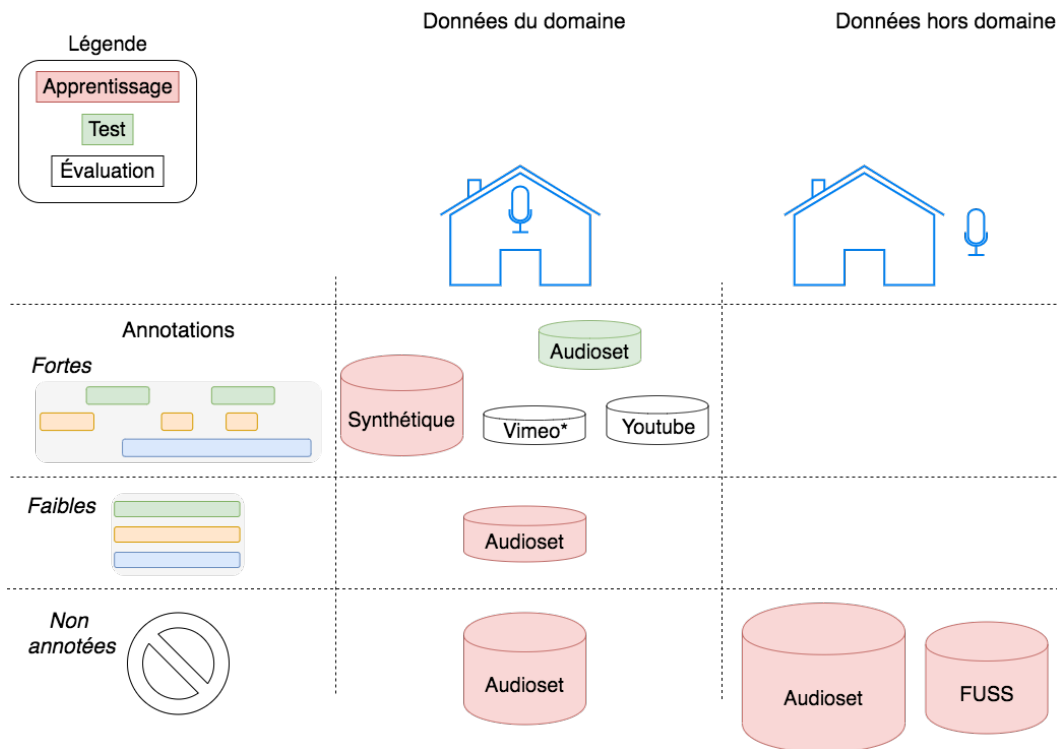 Données du domaine
Données hors domaine
Légende
Apprentissage
Test
Évaluation
Annotations
Fortes
Audioset
Synthétique
Vimeo*
Youtube
Faibles
Audioset
Non
annotées
Audioset
Audioset
FUSS